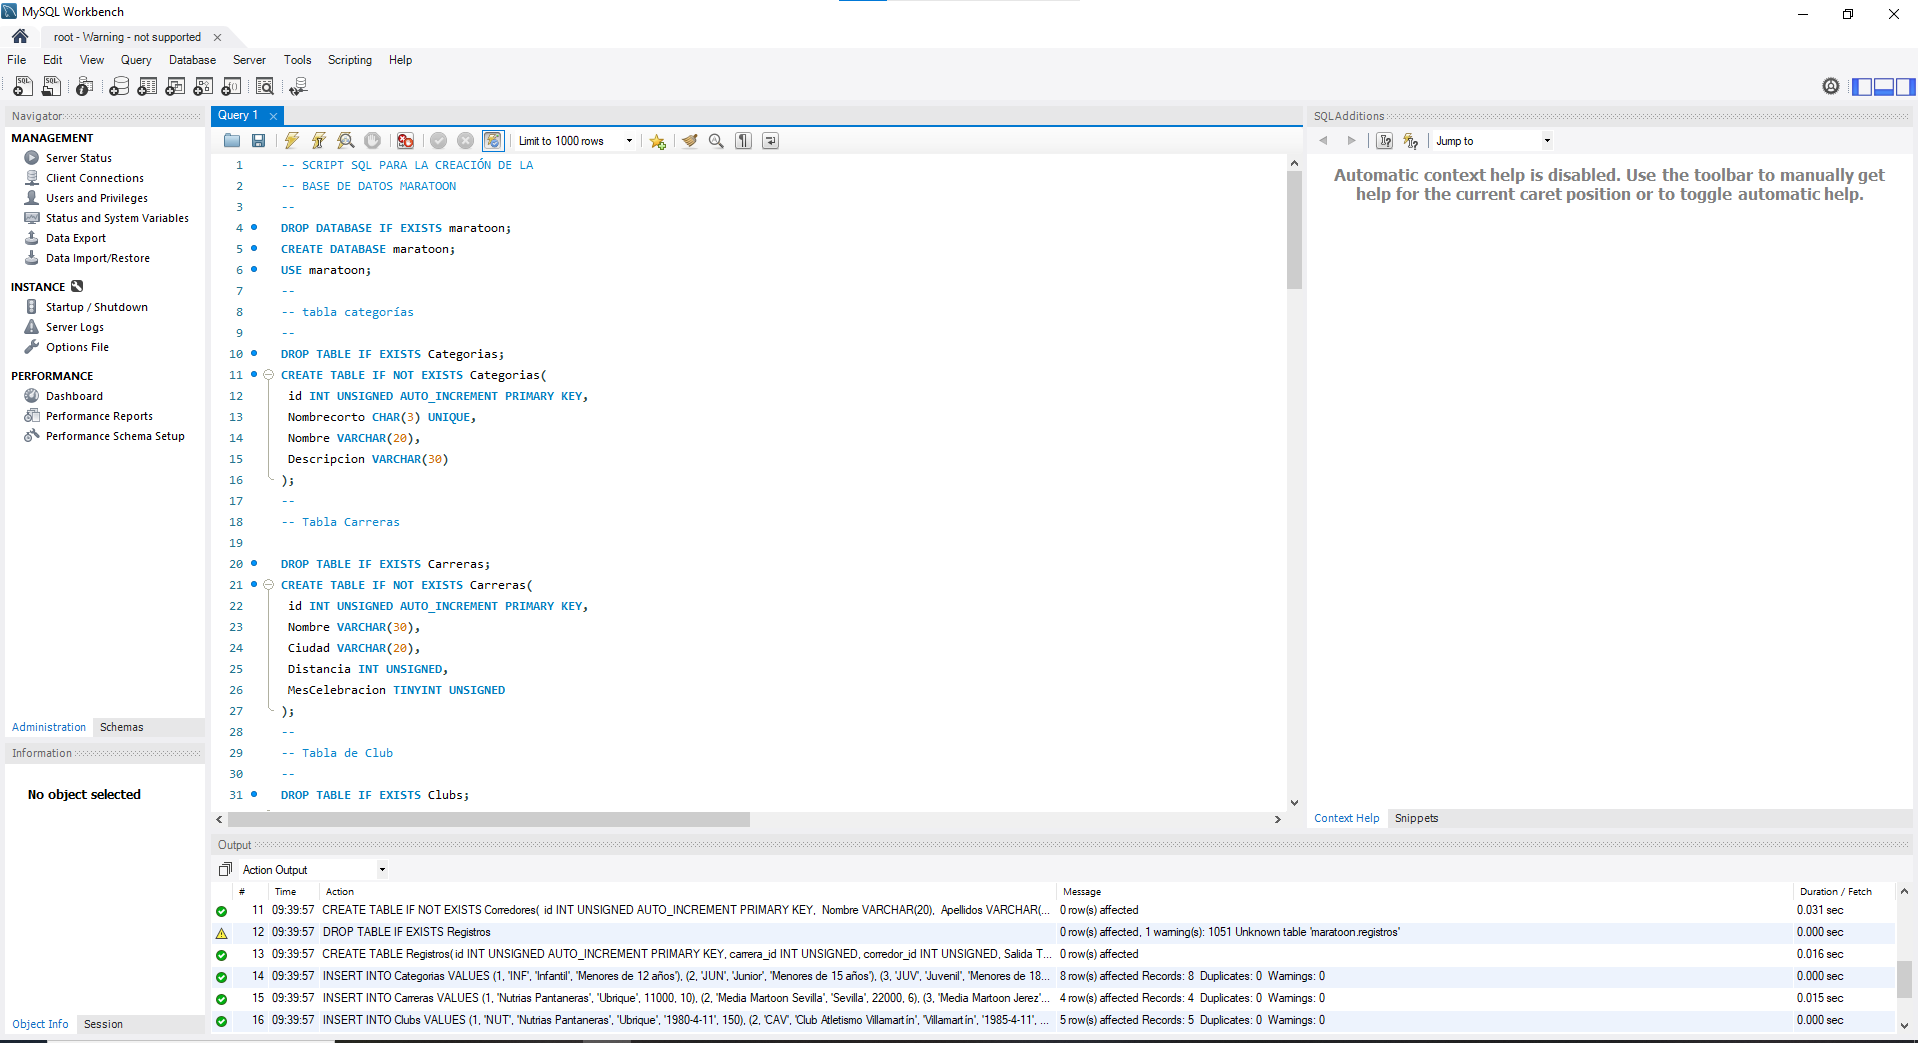 MySQL Workbench
root - Warning - not supported
File Edit View Query Database Server Tools Scripting Help
Navigator
MANAGEMENT
Server Status
Client Connections
Users and Privileges
Status and System Variables
Data Export
Data Import/Restore
INSTANCE
Startup / Shutdown
Server Logs
Options File
PERFORMANCE
Dashboard
Performance Reports
Performance Schema Setup
Administration Schemas
Information
No object selected
Object Info Session
Query 1
Limit to 1000 rows
1 -- SCRIPT SQL PARA LA CREACIÓN DE LA
2 -- BASE DE DATOS MARATOON
3 --
4 DROP DATABASE IF EXISTS maratoon;
5 CREATE DATABASE maratoon;
6 USE maratoon;
7 --
8 -- tabla categorías
9 --
10 DROP TABLE IF EXISTS Categorias;
11 CREATE TABLE IF NOT EXISTS Categorias(
12 id INT UNSIGNED AUTO_INCREMENT PRIMARY KEY,
13 Nombrecorto CHAR(3) UNIQUE,
14 Nombre VARCHAR(20),
15 Descripcion VARCHAR(30)
16 );
17 --
18 -- Tabla Carreras
19
20 DROP TABLE IF EXISTS Carreras;
21 CREATE TABLE IF NOT EXISTS Carreras(
22 id INT UNSIGNED AUTO_INCREMENT PRIMARY KEY,
23 Nombre VARCHAR(30),
24 Ciudad VARCHAR(20),
25 Distancia INT UNSIGNED,
26 MesCelebracion TINYINT UNSIGNED
27 );
28 --
29 -- Tabla de Club
30 --
31 DROP TABLE IF EXISTS Clubs;
SQLAdditions
Jump to
Automatic context help is disabled. Use the toolbar to manually get
help for the current caret position or to toggle automatic help.
Context Help Snippets
Output
Action Output
# Time Action Message Duration / Fetch
11 09:39:57 CREATE TABLE IF NOT EXISTS Corredores( id INT UNSIGNED AUTO_INCREMENT PRIMARY KEY, Nombre VARCHAR(20), Apellidos VARCHAR(... 0 row(s) affected 0.031 sec
12 09:39:57 DROP TABLE IF EXISTS Registros 0 row(s) affected, 1 warning(s): 1051 Unknown table 'maratoon.registros' 0.000 sec
13 09:39:57 CREATE TABLE Registros( id INT UNSIGNED AUTO_INCREMENT PRIMARY KEY, carrera_id INT UNSIGNED, corredor_id INT UNSIGNED, Salida T... 0 row(s) affected 0.016 sec
14 09:39:57 INSERT INTO Categorias VALUES (1, 'INF', 'Infantil', 'Menores de 12 años'), (2, 'JUN', 'Junior', 'Menores de 15 años'), (3, 'JUV', 'Juvenil', 'Menores de 18... 8 row(s) affected Records: 8 Duplicates: 0 Warnings: 0 0.000 sec
15 09:39:57 INSERT INTO Carreras VALUES (1, 'Nutrias Pantaneras', 'Ubrique', 11000, 10), (2, 'Media Martoon Sevilla', 'Sevilla', 22000, 6), (3, 'Media Martoon Jerez'... 4 row(s) affected Records: 4 Duplicates: 0 Warnings: 0 0.015 sec
16 09:39:57 INSERT INTO Clubs VALUES (1, 'NUT', 'Nutrias Pantaneras', 'Ubrique', '1980-4-11', 150), (2, 'CAV', 'Club Atletismo Villamartín', 'Villamartín', '1985-4-11', ... 5 row(s) affected Records: 5 Duplicates: 0 Warnings: 0 0.000 sec